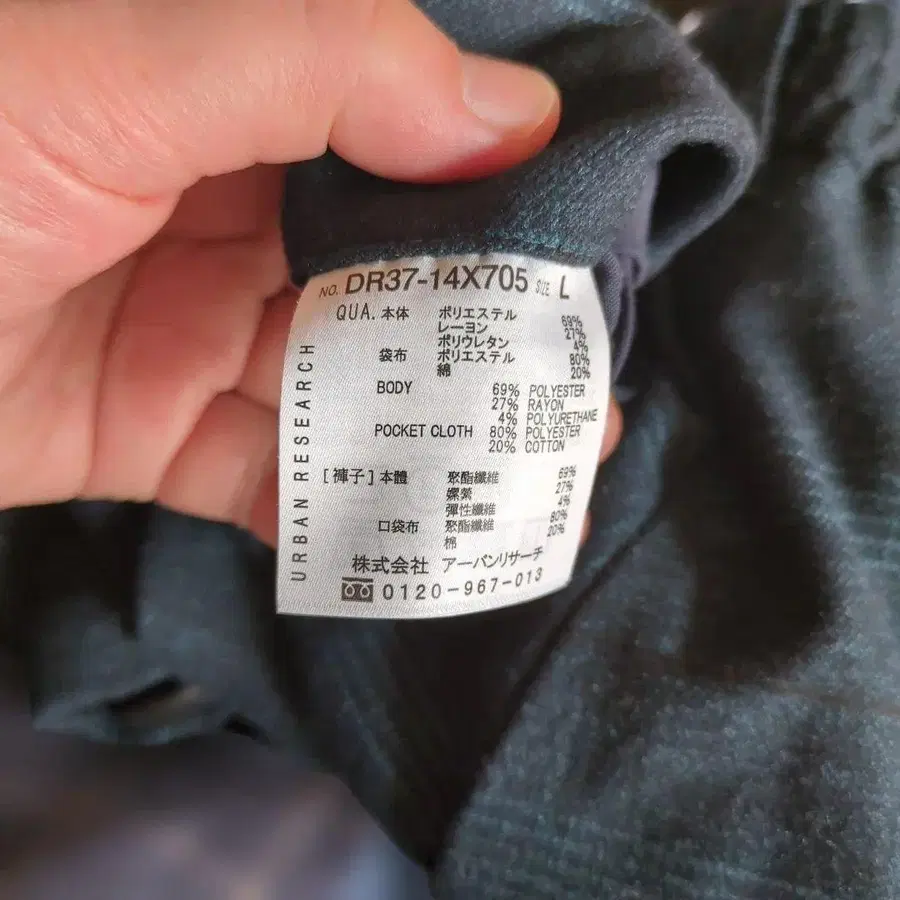 NO. DR37-14X705 SIZE L
QUA. 本体 ポリエステル 69%
レーヨン 27%
ポリウレタン 4%
袋布 ポリエステル 80%
綿 20%
BODY 69% POLYESTER
27% RAYON
4% POLYURETHANE
POCKET CLOTH 80% POLYESTER
20% COTTON
[褲子]本體 聚酯纖維 69%
嫘縈 27%
彈性纖維 4%
口袋布 聚酯纖維 80%
棉 20%
株式会社 アーバンリサーチ
0120-967-013
URBAN RESEARCH